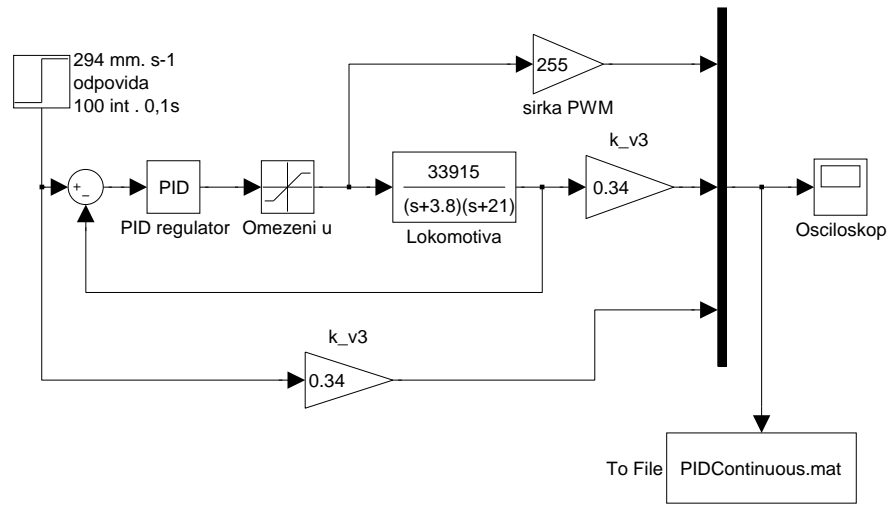 294 mm. s-1
odpovida
100 int . 0,1s
255
sirka PWM
k_v3
+
_
PID
33915
(s+3.8)(s+21)
0.34
PID regulator
Omezeni u
Lokomotiva
Osciloskop
k_v3
0.34
To File
PIDContinuous.mat